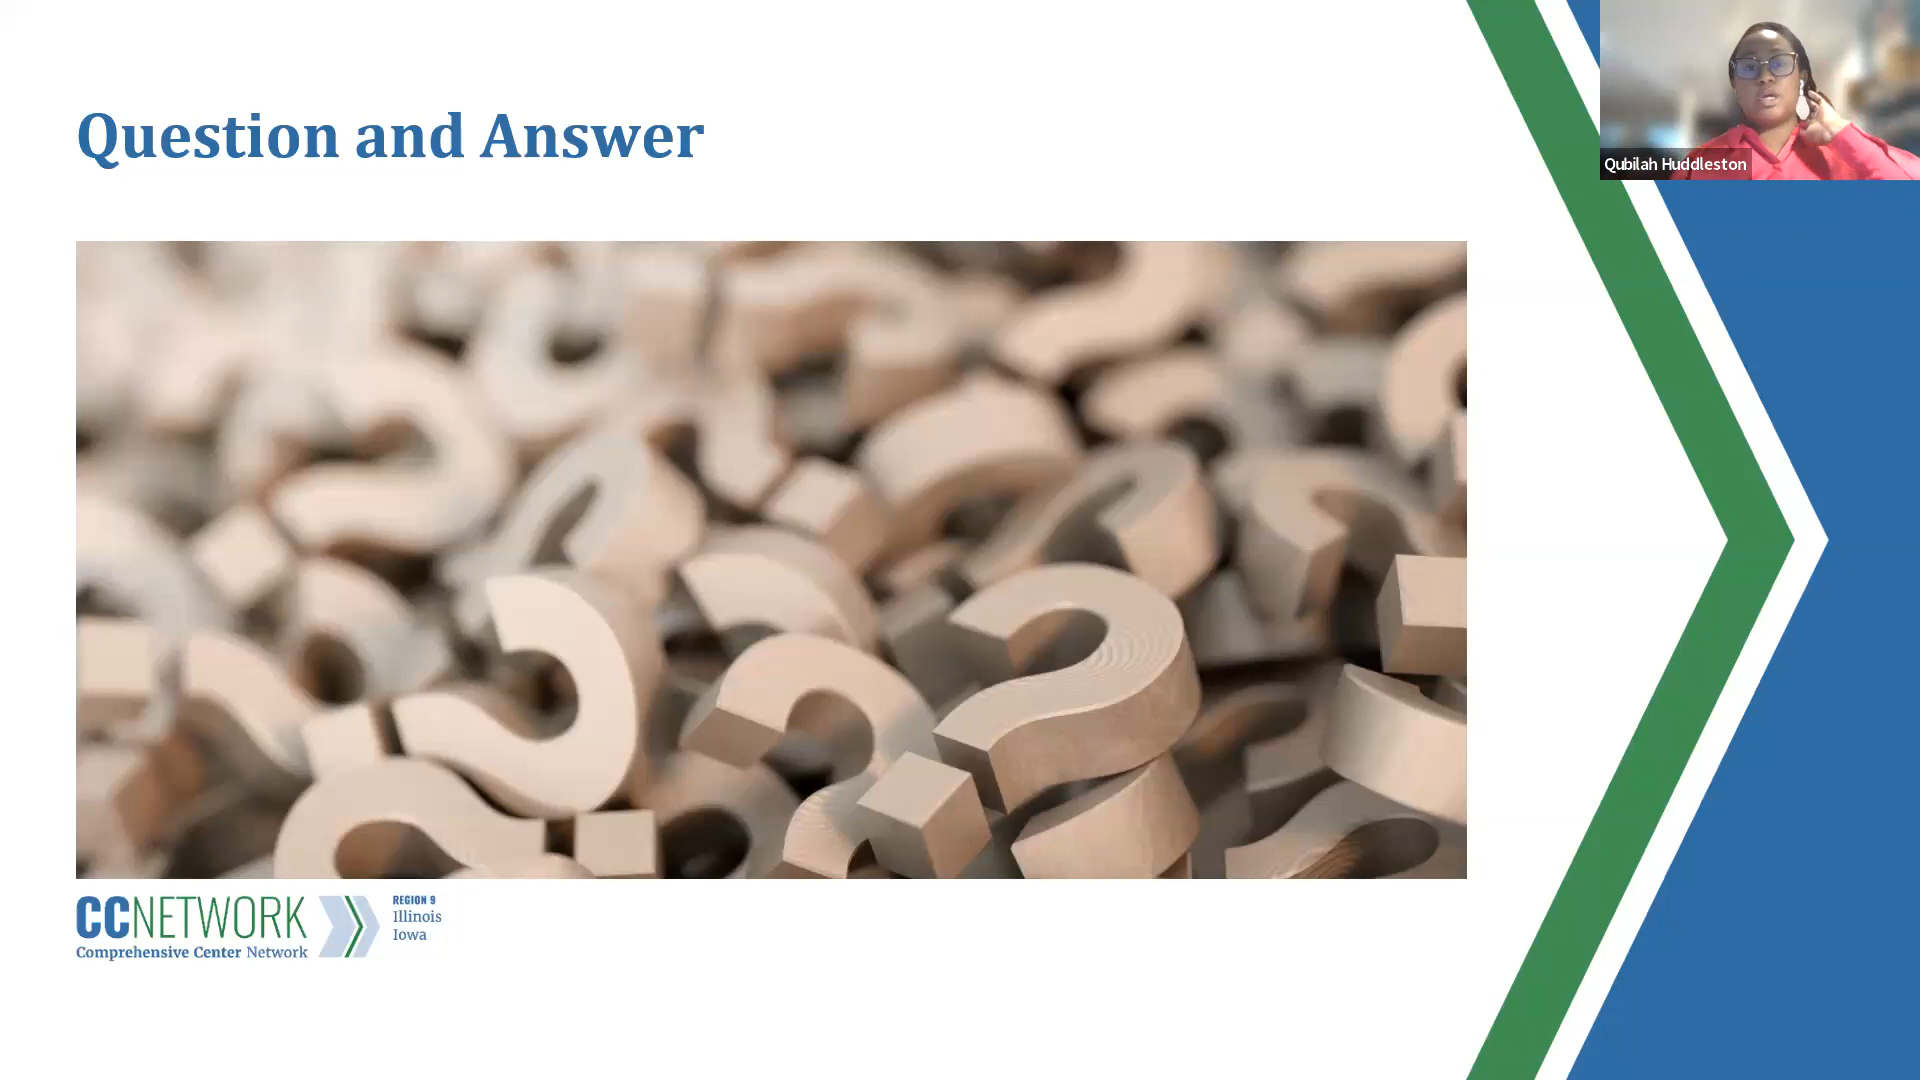 Question and Answer
Qubilah Huddleston
CCNETWORK
Comprehensive Center Network
REGION 9
Illinois
Iowa